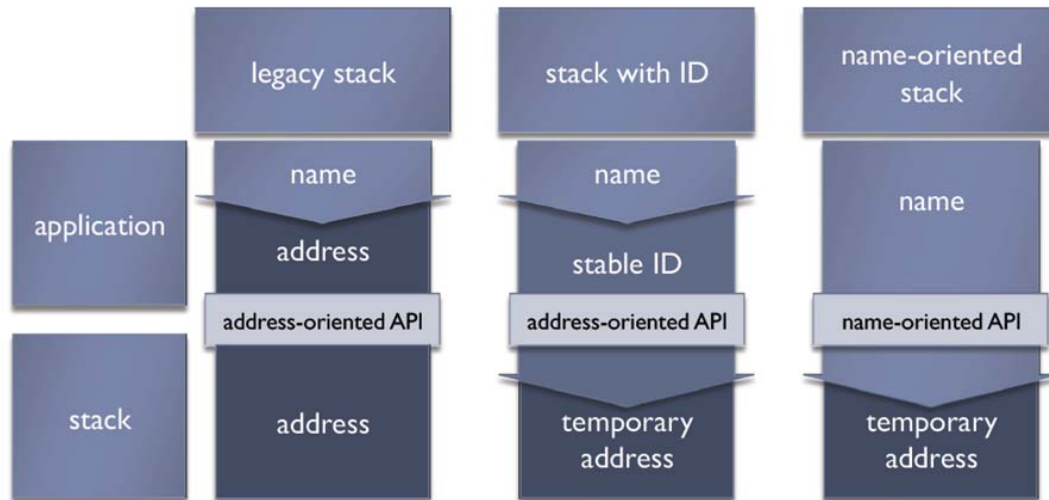 legacy stack
stack with ID
name-oriented
stack
application
name
name
name
address
stable ID
address-oriented API
address-oriented API
name-oriented API
stack
address
temporary
address
temporary
address